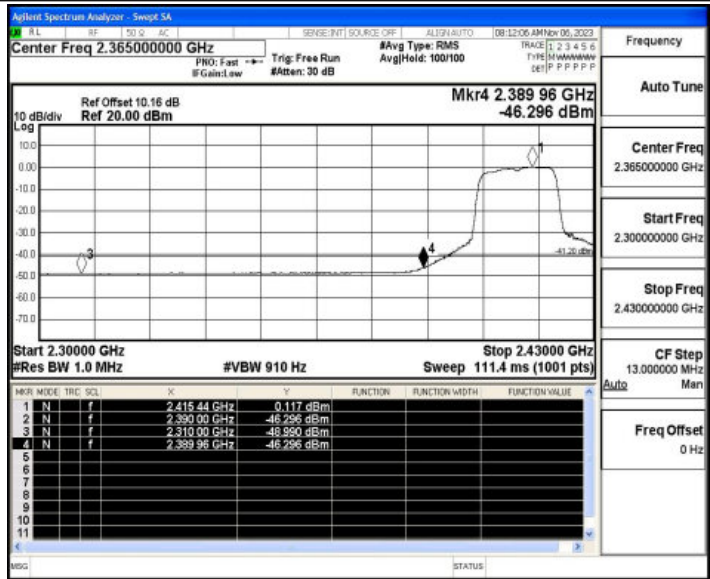 Agilent Spectrum Analyzer - Swept SA
RL RF 50 Ω AC SENSE:INT SOURCE OFF ALIGN AUTO 08:12:06 AM Nov 06, 2023
Center Freq 2.365000000 GHz
PNO: Fast
IFGain:Low
Trig: Free Run
#Atten: 30 dB
#Avg Type: RMS
Avg|Hold: 100/100
TRACE 1 2 3 4 5 6
TYPE M WWWWW
DET P P P P P P
Ref Offset 10.16 dB
10 dB/div Ref 20.00 dBm
Log
Mkr4 2.389 96 GHz
-46.296 dBm
10.0
0.00
-10.0
-20.0
-30.0
-40.0
-50.0
-60.0
-70.0
1
3
4
-41.20 dBm
Start 2.30000 GHz Stop 2.43000 GHz
#Res BW 1.0 MHz #VBW 910 Hz Sweep 111.4 ms (1001 pts)
MKR MODE TRC SCL X Y FUNCTION FUNCTION WIDTH FUNCTION VALUE
1 N f 2.415 44 GHz 0.117 dBm
2 N f 2.390 00 GHz -46.296 dBm
3 N f 2.310 00 GHz -48.990 dBm
4 N f 2.389 96 GHz -46.296 dBm
5
6
7
8
9
10
11
MSG STATUS
Frequency
Auto Tune
Center Freq
2.365000000 GHz
Start Freq
2.300000000 GHz
Stop Freq
2.430000000 GHz
CF Step
13.000000 MHz
Auto Man
Freq Offset
0 Hz